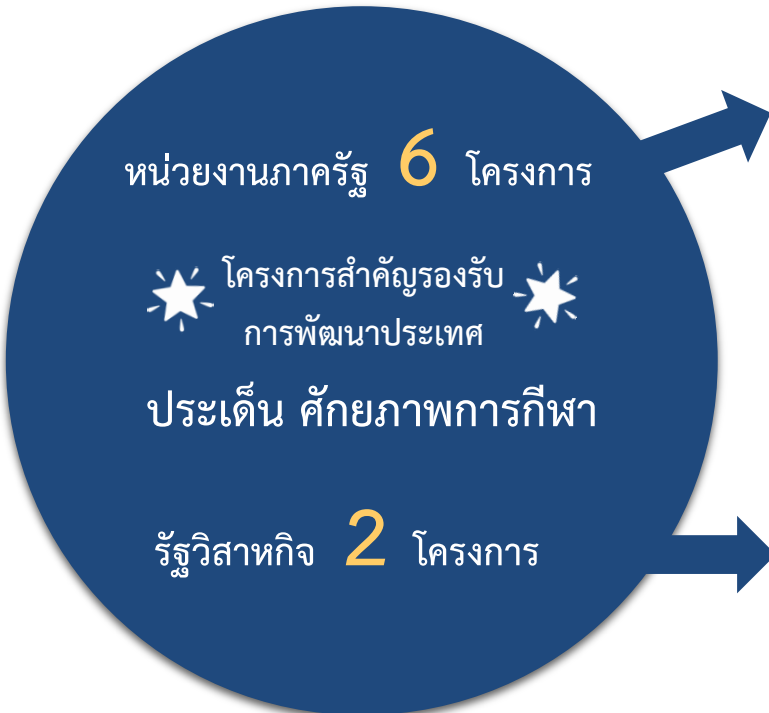 หน่วยงานภาครัฐ 6 โครงการ
โครงการสำคัญรองรับ
การพัฒนาประเทศ
ประเด็น ศักยภาพการกีฬา
รัฐวิสาหกิจ 2 โครงการ